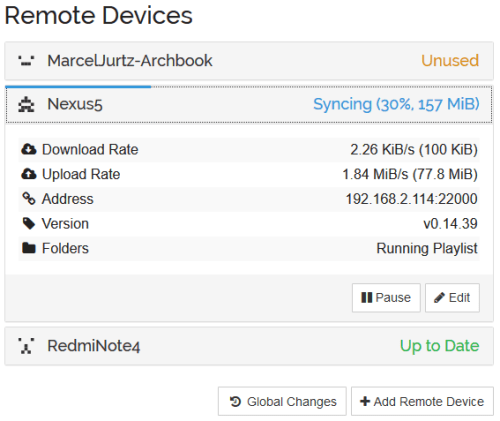 Remote Devices
MarcelJurtz-Archbook Unused
Nexus5 Syncing (30%, 157 MiB)
Download Rate 2.26 KiB/s (100 KiB)
Upload Rate 1.84 MiB/s (77.8 MiB)
Address 192.168.2.114:22000
Version v0.14.39
Folders Running Playlist
Pause Edit
RedmiNote4 Up to Date
Global Changes Add Remote Device